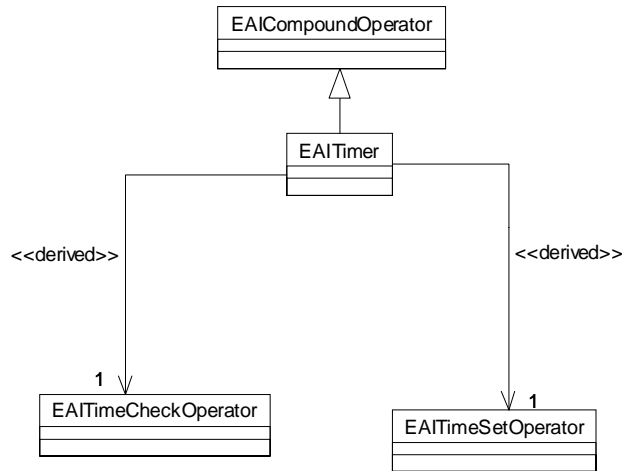 EAICompoundOperator
EAITimer
<<derived>>
<<derived>>
1
EAITimeCheckOperator
1
EAITimeSetOperator